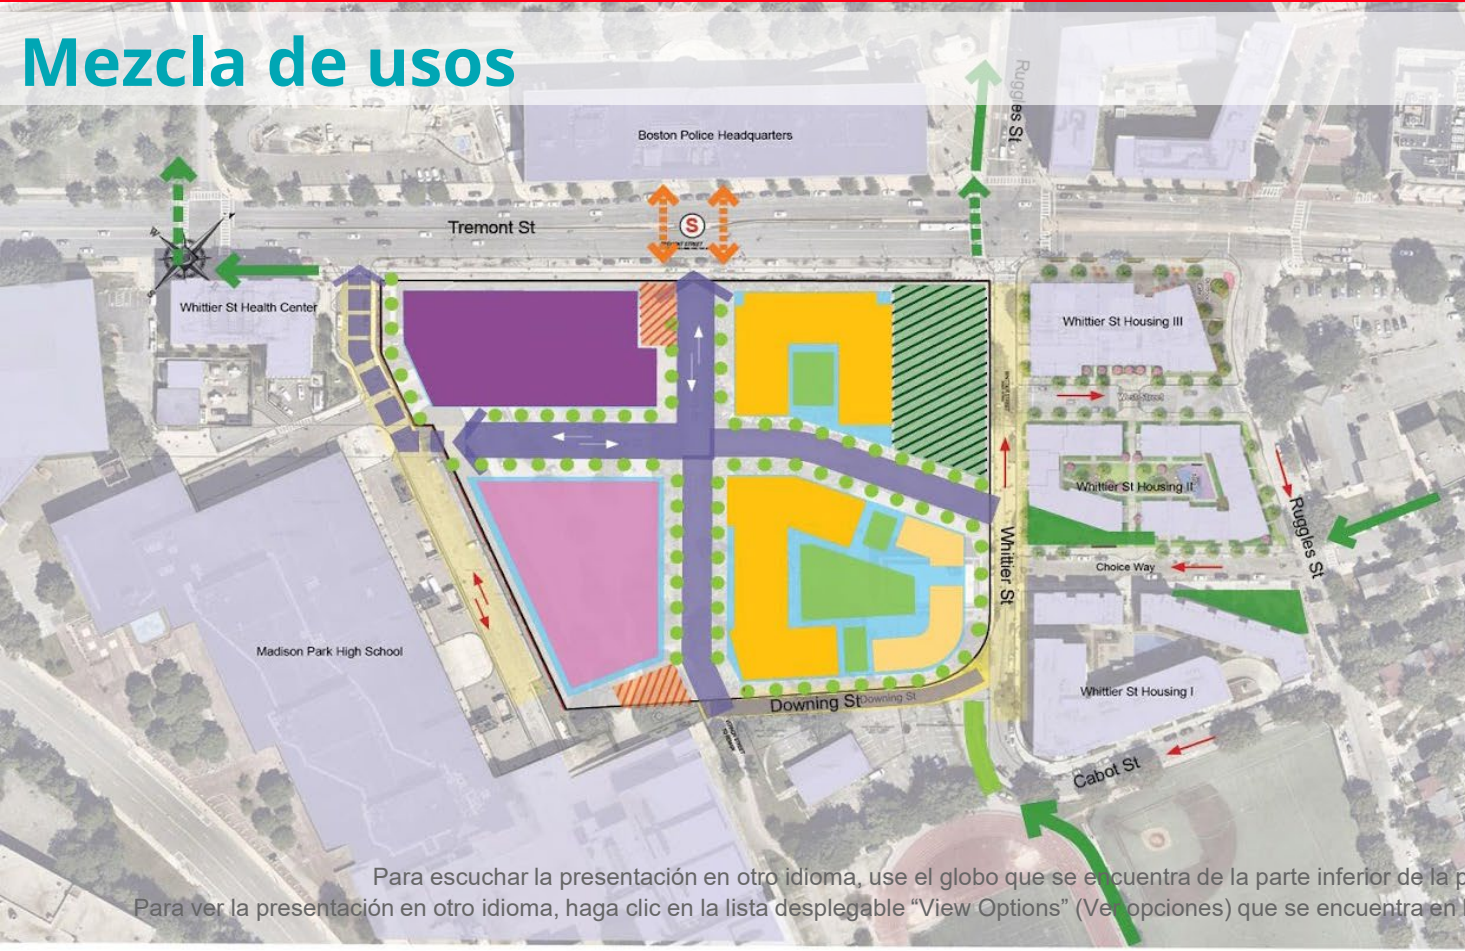 Mezcla de usos
Ruggles St
Boston Police Headquarters
Tremont St
S
W
Whittier St Health Center
Whittier St Housing III
West Street
Whittier St Housing II
Ruggles St
Whittier St
Choice Way
Madison Park High School
Whittier St Housing I
Downing St
Downing St
Cabot St
Para escuchar la presentación en otro idioma, use el globo que se encuentra de la parte inferior de la p
Para ver la presentación en otro idioma, haga clic en la lista desplegable “View Options” (Ver opciones) que se encuentra en l